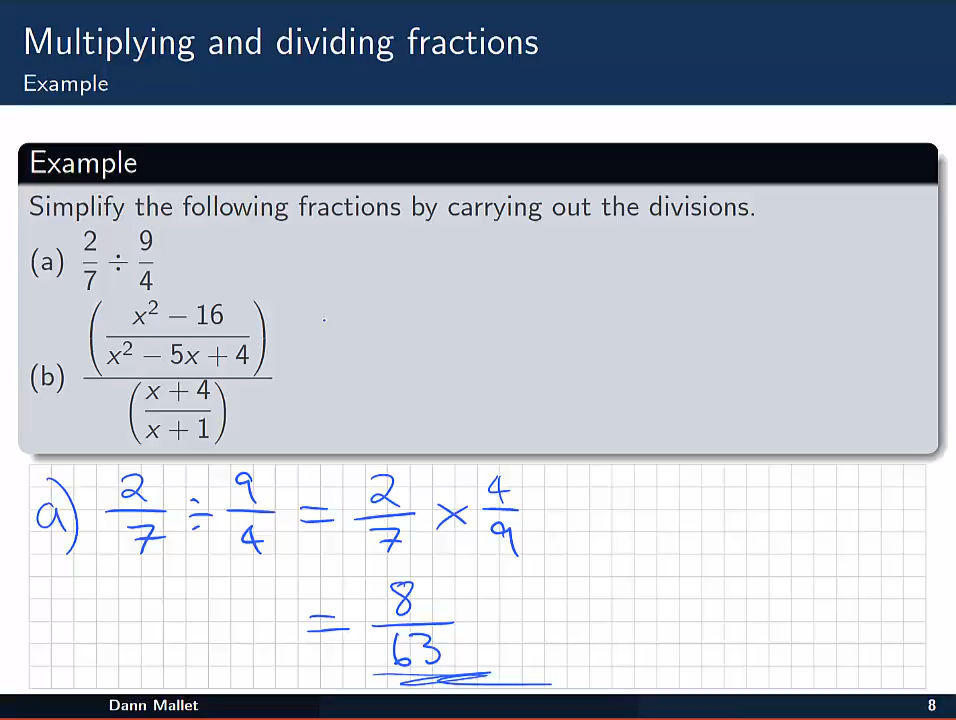 Multiplying and dividing fractions
Example
Example
Simplify the following fractions by carrying out the divisions.
(a) 2/7 ÷ 9/4
(b) ((x² − 16)/(x² − 5x + 4)) / ((x + 4)/(x + 1))
a) 2/7 ÷ 9/4 = 2/7 × 4/9
= 8/63
Dann Mallet 8